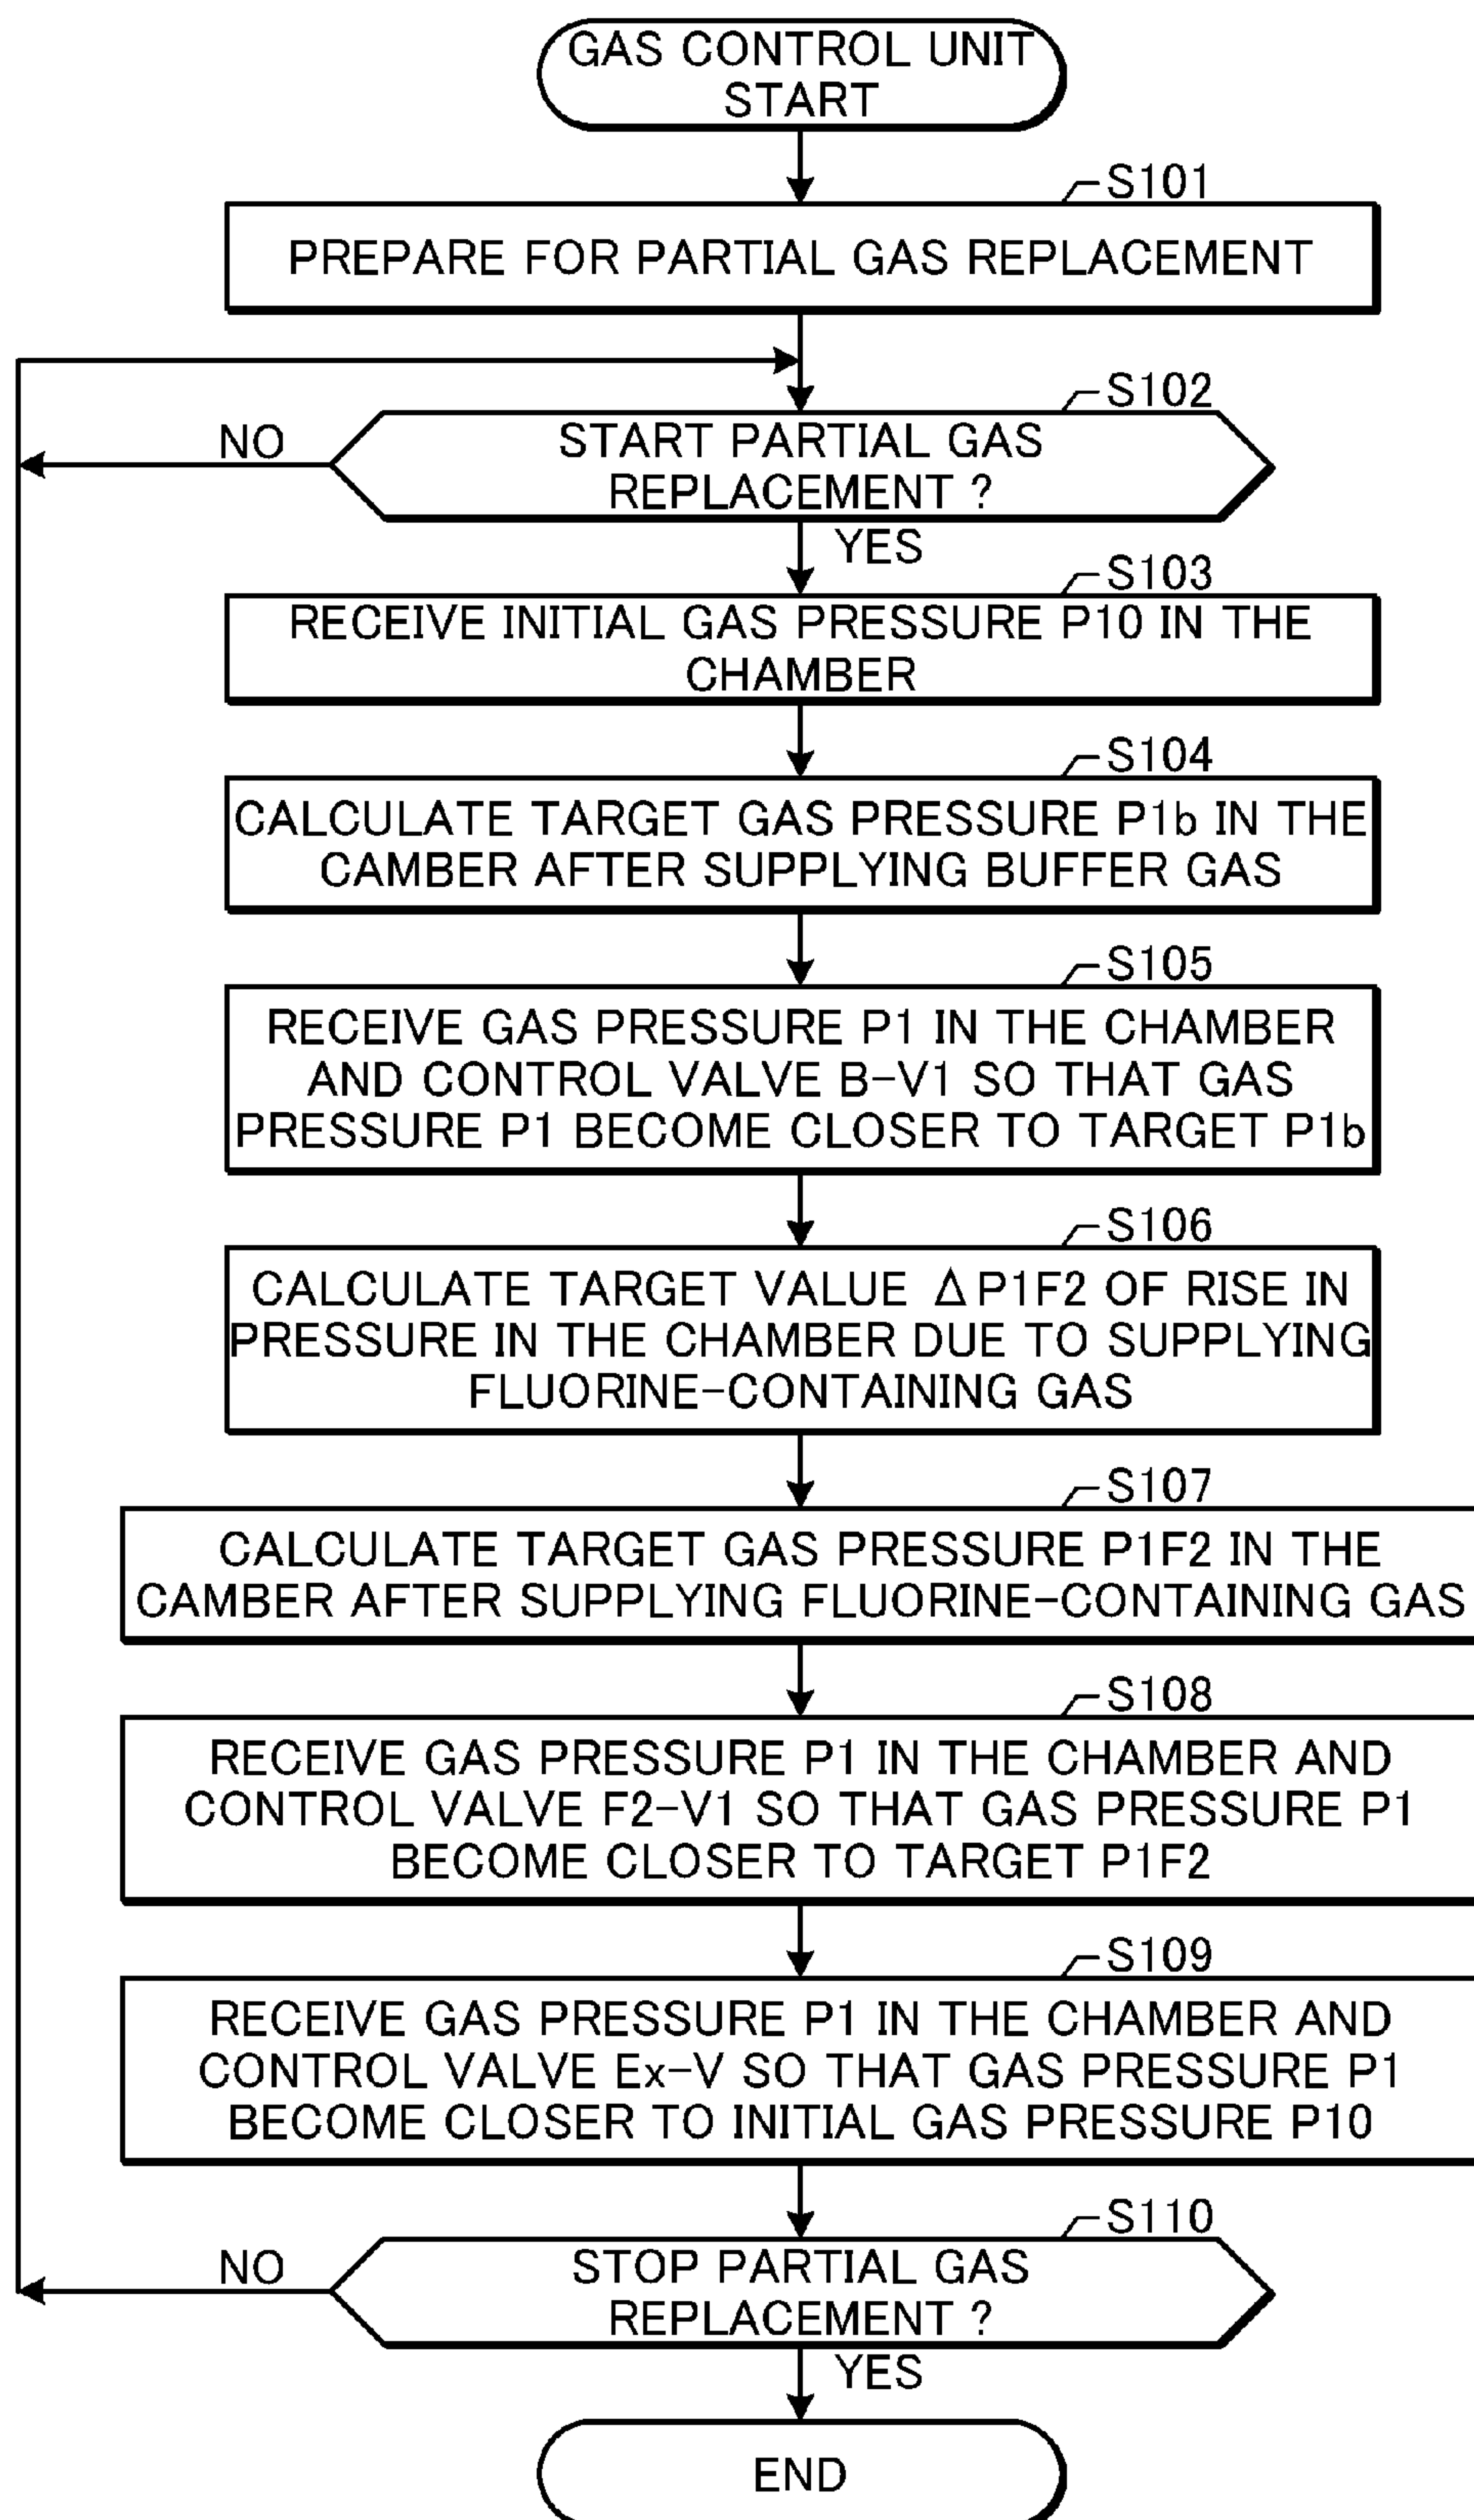 GAS CONTROL UNIT
START
S101
PREPARE FOR PARTIAL GAS REPLACEMENT
S102
NO
START PARTIAL GAS
REPLACEMENT ?
YES
S103
RECEIVE INITIAL GAS PRESSURE P10 IN THE
CHAMBER
S104
CALCULATE TARGET GAS PRESSURE P1b IN THE
CAMBER AFTER SUPPLYING BUFFER GAS
S105
RECEIVE GAS PRESSURE P1 IN THE CHAMBER
AND CONTROL VALVE B-V1 SO THAT GAS
PRESSURE P1 BECOME CLOSER TO TARGET P1b
S106
CALCULATE TARGET VALUE Δ P1F2 OF RISE IN
PRESSURE IN THE CHAMBER DUE TO SUPPLYING
FLUORINE-CONTAINING GAS
S107
CALCULATE TARGET GAS PRESSURE P1F2 IN THE
CAMBER AFTER SUPPLYING FLUORINE-CONTAINING GAS
S108
RECEIVE GAS PRESSURE P1 IN THE CHAMBER AND
CONTROL VALVE F2-V1 SO THAT GAS PRESSURE P1
BECOME CLOSER TO TARGET P1F2
S109
RECEIVE GAS PRESSURE P1 IN THE CHAMBER AND
CONTROL VALVE Ex-V SO THAT GAS PRESSURE P1
BECOME CLOSER TO INITIAL GAS PRESSURE P10
S110
NO
STOP PARTIAL GAS
REPLACEMENT ?
YES
END